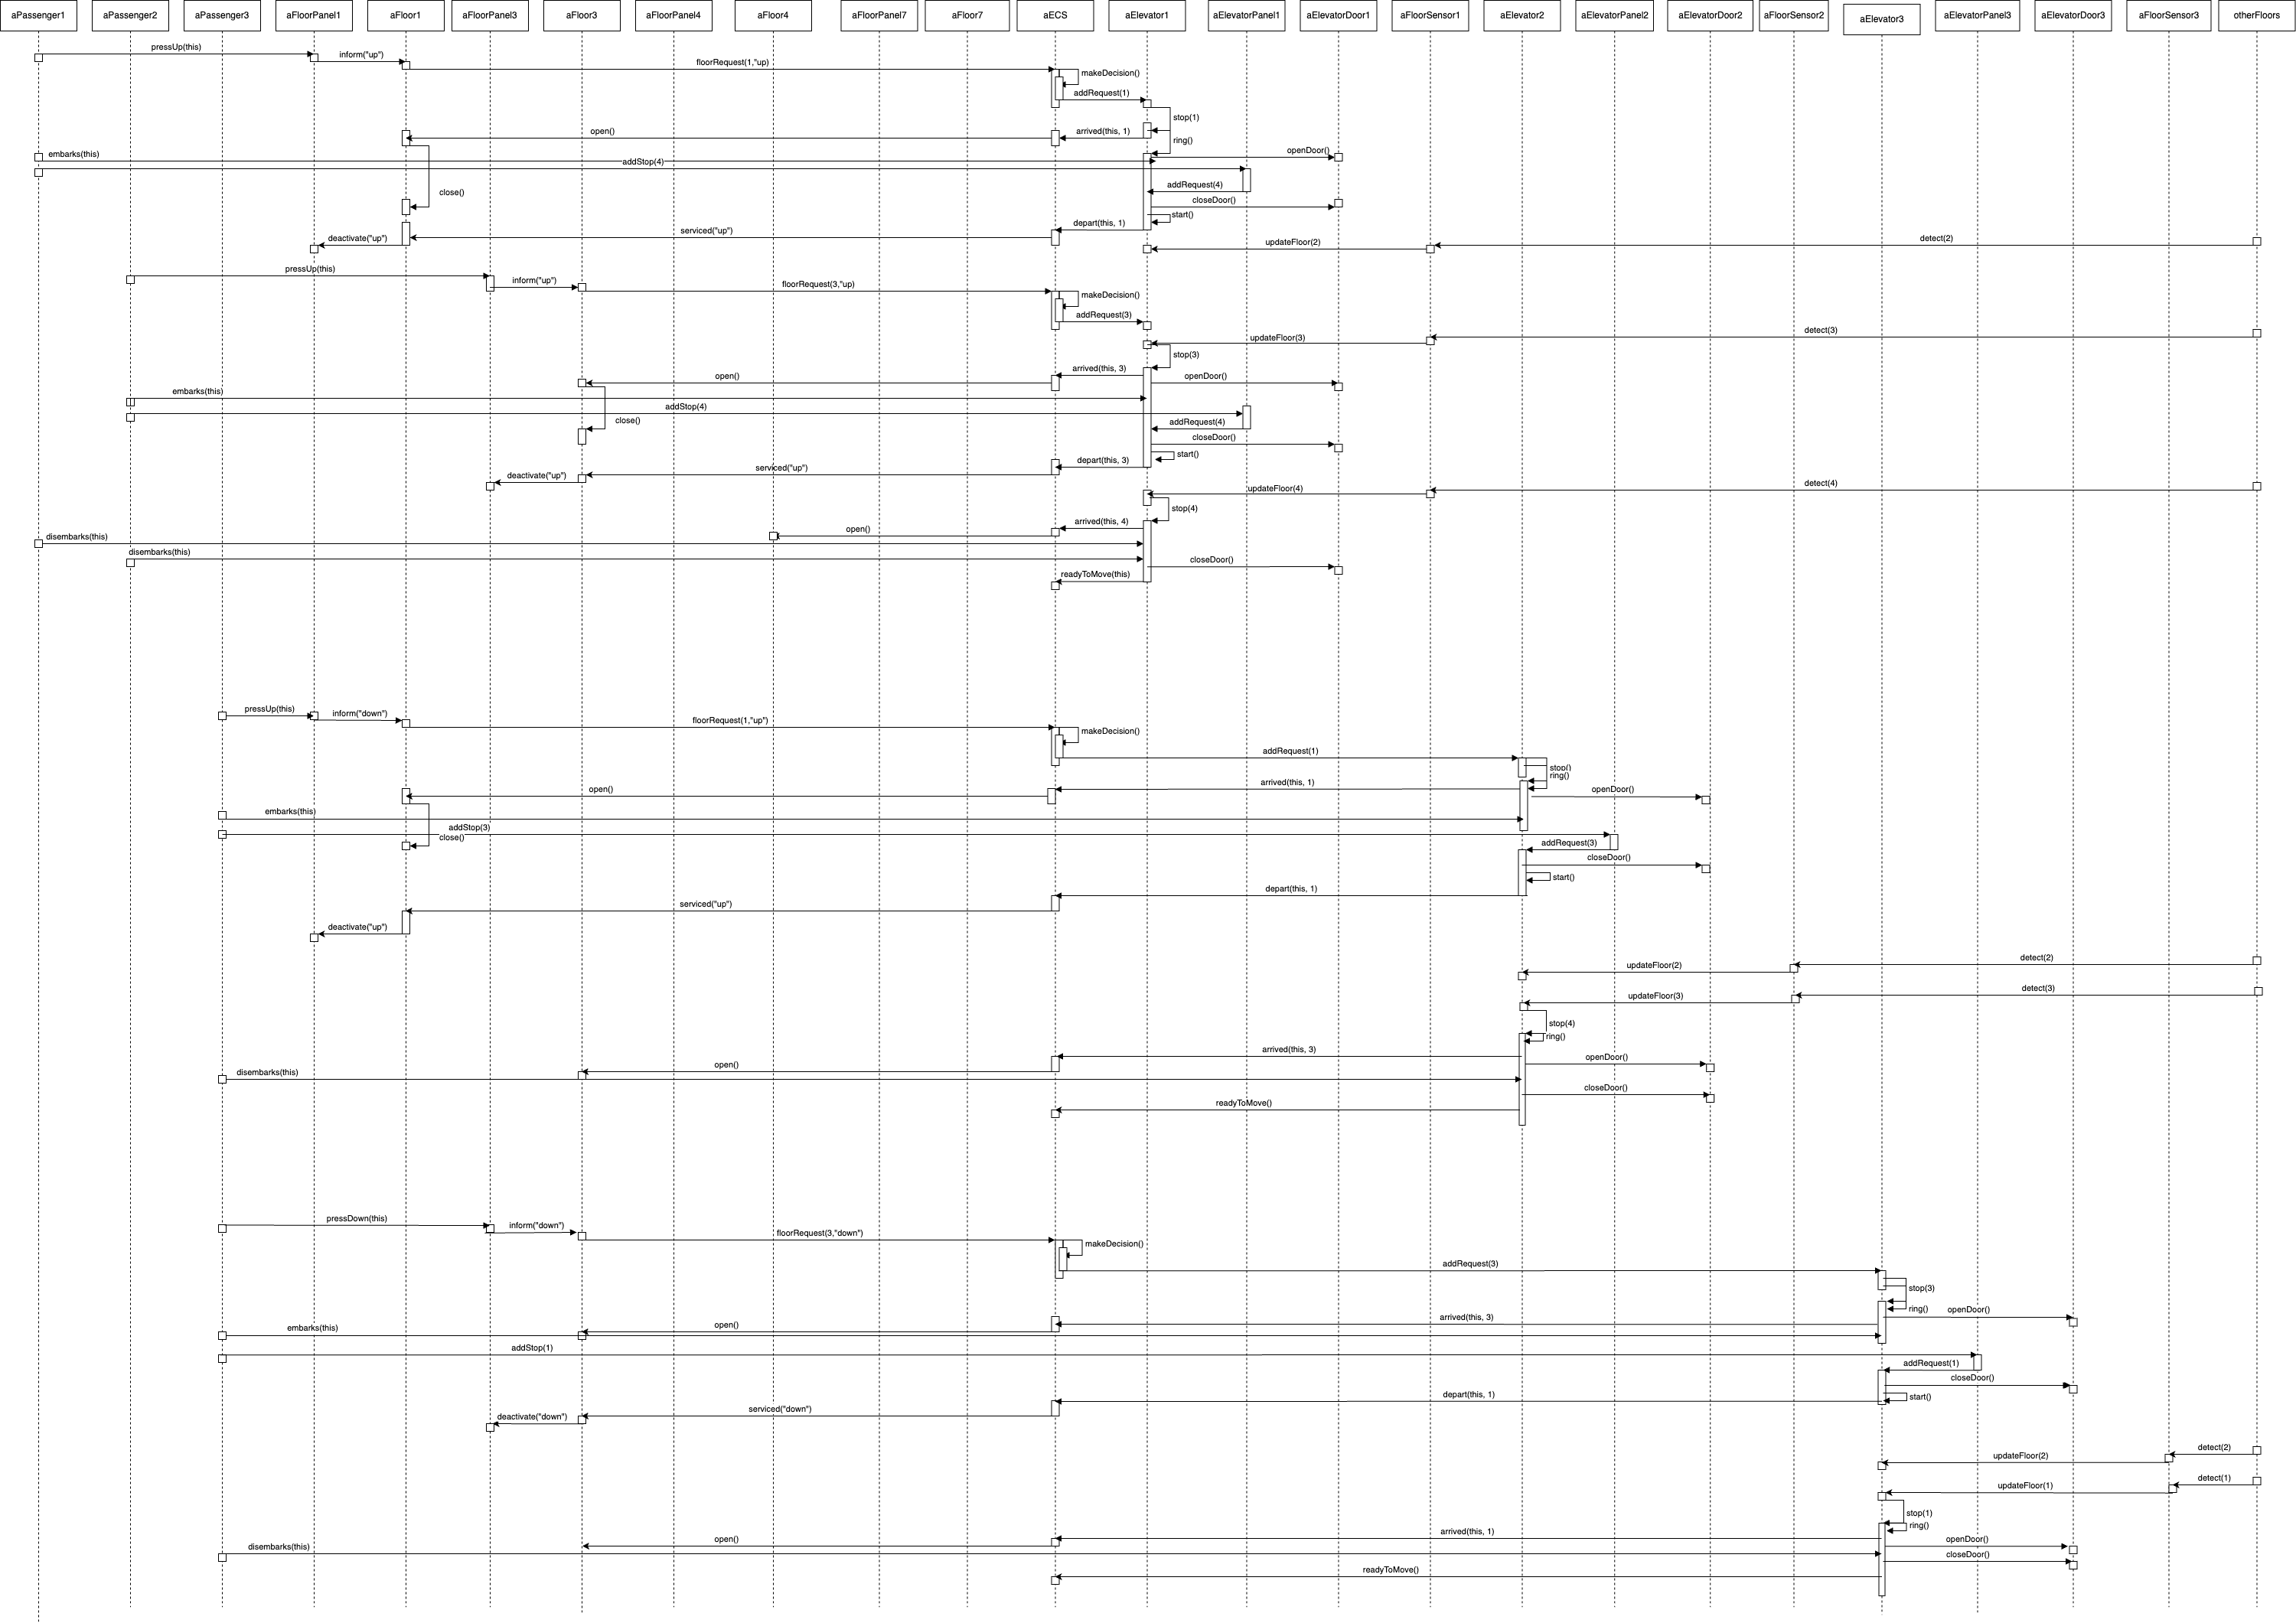 aPassenger1
aPassenger2
aPassenger3
aFloorPanel1
aFloor1
aFloorPanel3
aFloor3
aFloorPanel4
aFloor4
aFloorPanel7
aFloor7
aECS
aElevator1
aElevatorPanel1
aElevatorDoor1
aFloorSensor1
aElevator2
aElevatorPanel2
aElevatorDoor2
aFloorSensor2
aElevator3
aElevatorPanel3
aElevatorDoor3
aFloorSensor3
otherFloors
pressUp(this)
inform("up")
floorRequest(1,"up)
makeDecision()
addRequest(1)
stop(1)
open()
arrived(this, 1)
ring()
openDoor()
embarks(this)
addStop(4)
addRequest(4)
close()
closeDoor()
start()
depart(this, 1)
serviced("up")
deactivate("up")
updateFloor(2)
detect(2)
pressUp(this)
inform("up")
floorRequest(3,"up)
makeDecision()
addRequest(3)
updateFloor(3)
detect(3)
stop(3)
arrived(this, 3)
open()
openDoor()
embarks(this)
addStop(4)
close()
addRequest(4)
closeDoor()
start()
depart(this, 3)
serviced("up")
deactivate("up")
updateFloor(4)
detect(4)
stop(4)
arrived(this, 4)
open()
disembarks(this)
disembarks(this)
closeDoor()
readyToMove(this)
pressUp(this)
inform("down")
floorRequest(1,"up")
makeDecision()
addRequest(1)
stop()
ring()
arrived(this, 1)
open()
openDoor()
embarks(this)
addStop(3)
close()
addRequest(3)
closeDoor()
start()
depart(this, 1)
serviced("up")
deactivate("up")
updateFloor(2)
detect(2)
updateFloor(3)
detect(3)
stop(4)
ring()
arrived(this, 3)
open()
openDoor()
disembarks(this)
closeDoor()
readyToMove()
pressDown(this)
inform("down")
floorRequest(3,"down")
makeDecision()
addRequest(3)
stop(3)
ring()
openDoor()
arrived(this, 3)
open()
embarks(this)
addStop(1)
addRequest(1)
closeDoor()
start()
depart(this, 1)
serviced("down")
deactivate("down")
updateFloor(2)
detect(2)
updateFloor(1)
detect(1)
stop(1)
ring()
arrived(this, 1)
open()
openDoor()
disembarks(this)
closeDoor()
readyToMove()